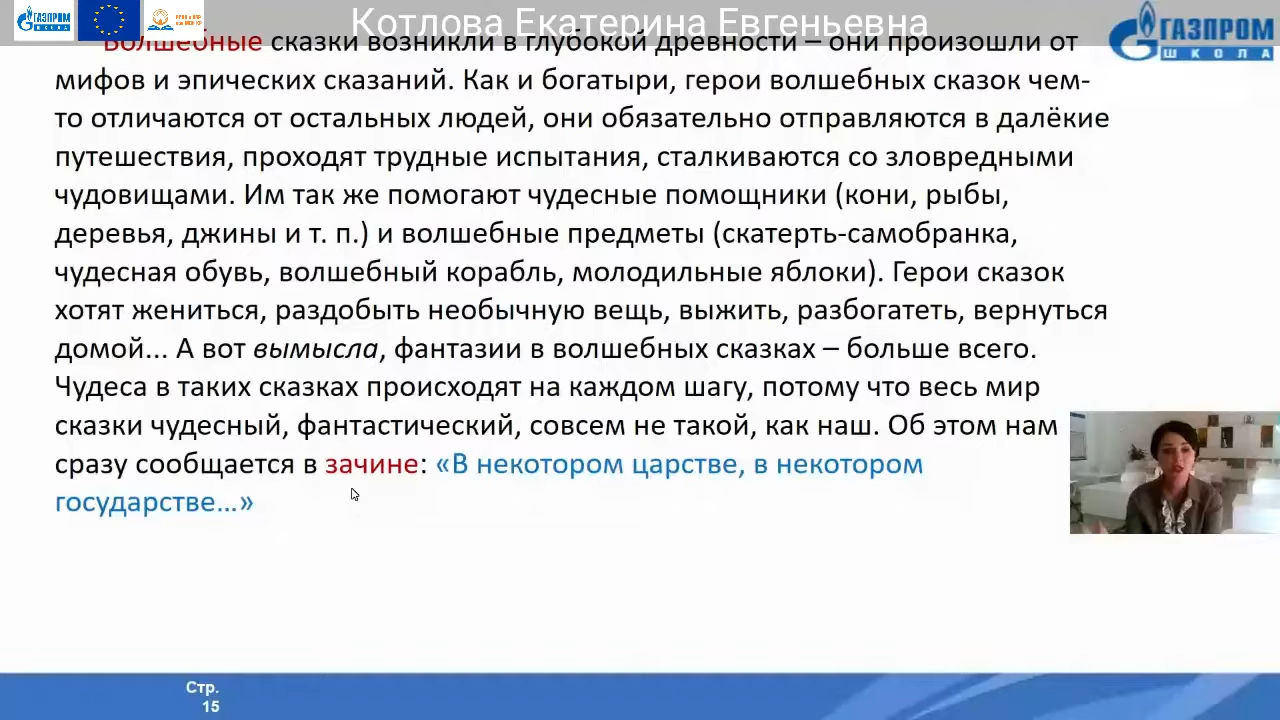 Котлова Екатерина Евгеньевна
ГАЗПРОМ
ШКОЛА
Волшебные сказки возникли в глубокой древности – они произошли от
мифов и эпических сказаний. Как и богатыри, герои волшебных сказок чем-
то отличаются от остальных людей, они обязательно отправляются в далёкие
путешествия, проходят трудные испытания, сталкиваются со зловредными
чудовищами. Им так же помогают чудесные помощники (кони, рыбы,
деревья, джины и т. п.) и волшебные предметы (скатерть-самобранка,
чудесная обувь, волшебный корабль, молодильные яблоки). Герои сказок
хотят жениться, раздобыть необычную вещь, выжить, разбогатеть, вернуться
домой... А вот вымысла, фантазии в волшебных сказках – больше всего.
Чудеса в таких сказках происходят на каждом шагу, потому что весь мир
сказки чудесный, фантастический, совсем не такой, как наш. Об этом нам
сразу сообщается в зачине: «В некотором царстве, в некотором
государстве…»
Стр.
15